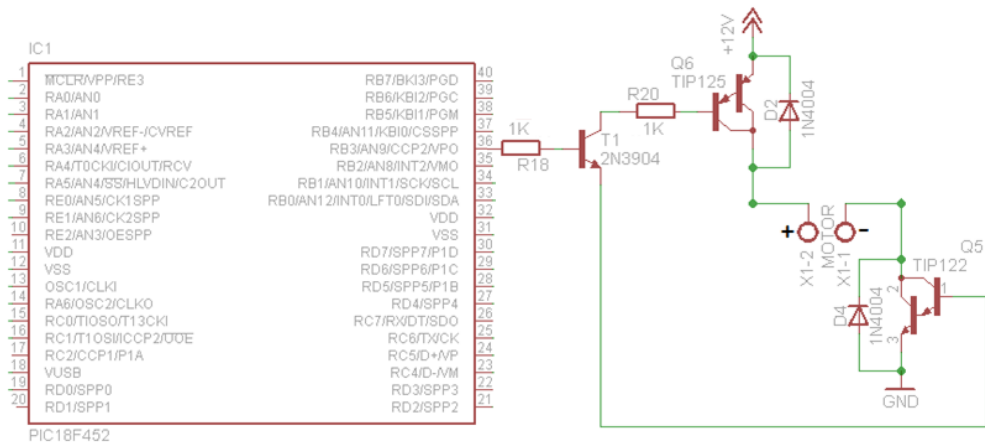 IC1
1 MCLR/VPP/RE3
2 RA0/AN0
3 RA1/AN1
4 RA2/AN2/VREF-/CVREF
5 RA3/AN4/VREF+
6 RA4/T0CKI/CIOUT/RCV
7 RA5/AN4/SS/HLVDIN/C2OUT
8 RE0/AN5/CK1SPP
9 RE1/AN6/CK2SPP
10 RE2/AN3/OESPP
11 VDD
12 VSS
13 OSC1/CLKI
14 RA6/OSC2/CLKO
15 RC0/TIOSO/T13CKI
16 RC1/T1OSI/ICCP2/UOE
17 RC2/CCP1/P1A
18 VUSB
19 RD0/SPP0
20 RD1/SPP1
RB7/BKI3/PGD 40
RB6/KBI2/PGC 39
RB5/KBI1/PGM 38
RB4/AN11/KBI0/CSSPP 37
RB3/AN9/CCP2/VPO 36
RB2/AN8/INT2/VMO 35
RB1/AN10/INT1/SCK/SCL 34
RB0/AN12/INT0/LFT0/SDI/SDA 33
VDD 32
VSS 31
RD7/SPP7/P1D 30
RD6/SPP6/P1C 29
RD5/SPP5/P1B 28
RD4/SPP4 27
RC7/RX/DT/SDO 26
RC6/TX/CK 25
RC5/D+/VP 24
RC4/D-/VM 23
RD3/SPP3 22
RD2/SPP2 21
PIC18F452
1K
R18
T1
2N3904
R20
1K
+12V
Q6
TIP125
D2
1N4004
+
X1-2
MOTOR
X1-1
-
Q5
TIP122
2
1
3
D4
1N4004
GND